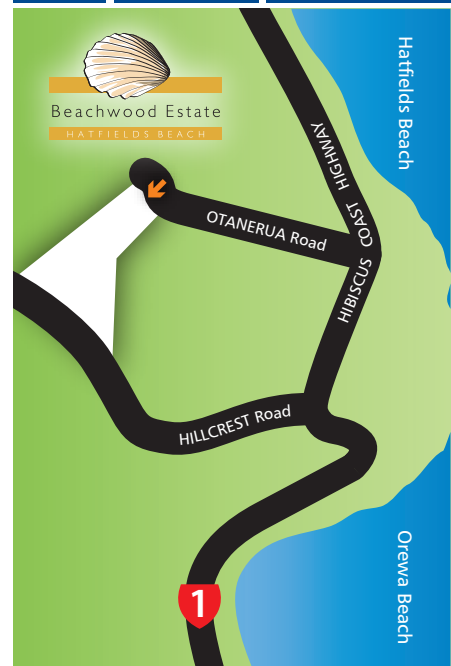 Hatfields Beach
Beachwood Estate
HATFIELDS BEACH
HIBISCUS COAST HIGHWAY
OTANERUA Road
HILLCREST Road
Orewa Beach
1